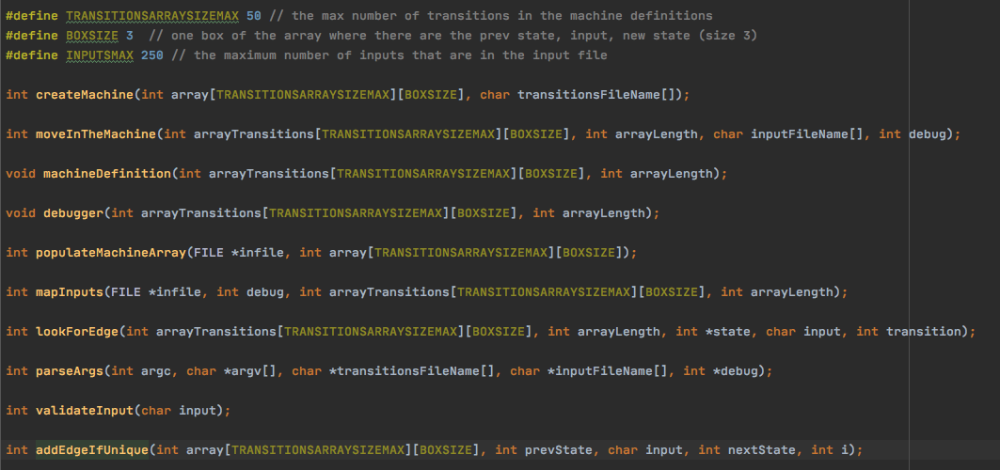 #define TRANSITIONSARRAYSIZEMAX 50 // the max number of transitions in the machine definitions
#define BOXSIZE 3  // one box of the array where there are the prev state, input, new state (size 3)
#define INPUTSMAX 250 // the maximum number of inputs that are in the input file
int createMachine(int array[TRANSITIONSARRAYSIZEMAX][BOXSIZE], char transitionsFileName[]);
int moveInTheMachine(int arrayTransitions[TRANSITIONSARRAYSIZEMAX][BOXSIZE], int arrayLength, char inputFileName[], int debug);
void machineDefinition(int arrayTransitions[TRANSITIONSARRAYSIZEMAX][BOXSIZE], int arrayLength);
void debugger(int arrayTransitions[TRANSITIONSARRAYSIZEMAX][BOXSIZE], int arrayLength);
int populateMachineArray(FILE *infile, int array[TRANSITIONSARRAYSIZEMAX][BOXSIZE]);
int mapInputs(FILE *infile, int debug, int arrayTransitions[TRANSITIONSARRAYSIZEMAX][BOXSIZE], int arrayLength);
int lookForEdge(int arrayTransitions[TRANSITIONSARRAYSIZEMAX][BOXSIZE], int arrayLength, int *state, char input, int transition);
int parseArgs(int argc, char *argv[], char *transitionsFileName[], char *inputFileName[], int *debug);
int validateInput(char input);
int addEdgeIfUnique(int array[TRANSITIONSARRAYSIZEMAX][BOXSIZE], int prevState, char input, int nextState, int i);